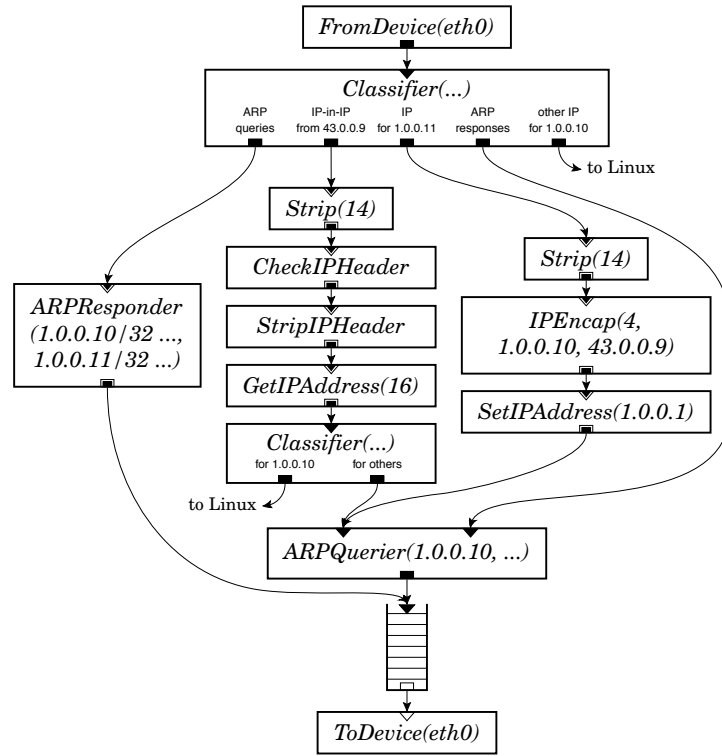 FromDevice(eth0)
Classifier(...)
ARP
queries
IP-in-IP
from 43.0.0.9
IP
for 1.0.0.11
ARP
responses
other IP
for 1.0.0.10
to Linux
Strip(14)
CheckIPHeader
StripIPHeader
GetIPAddress(16)
Classifier(...)
for 1.0.0.10
for others
to Linux
Strip(14)
IPEncap(4,
1.0.0.10, 43.0.0.9)
SetIPAddress(1.0.0.1)
ARPResponder
(1.0.0.10/32 ...,
1.0.0.11/32 ...)
ARPQuerier(1.0.0.10, ...)
ToDevice(eth0)